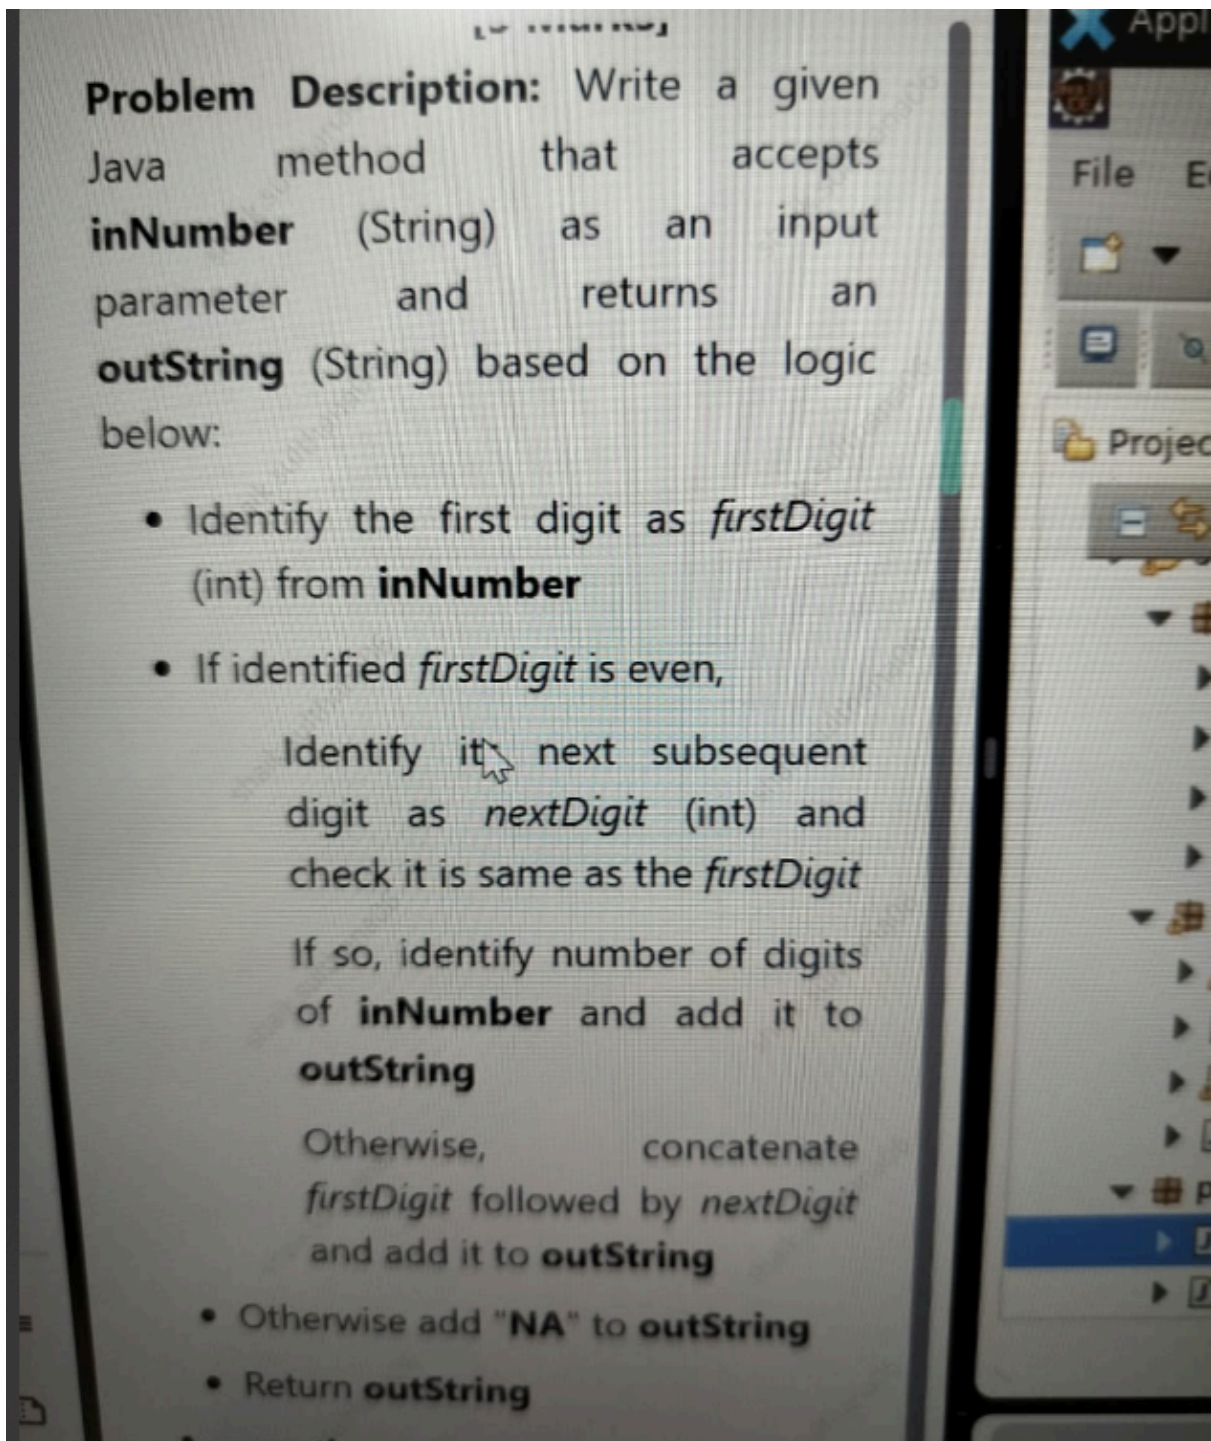 Problem Description: Write a given
Java method that accepts
inNumber (String) as an input
parameter and returns an
outString (String) based on the logic
below:
• Identify the first digit as firstDigit
(int) from inNumber
• If identified firstDigit is even,
Identify it next subsequent
digit as nextDigit (int) and
check it is same as the firstDigit
If so, identify number of digits
of inNumber and add it to
outString
Otherwise, concatenate
firstDigit followed by nextDigit
and add it to outString
• Otherwise add "NA" to outString
• Return outString
Appl
File
Projec